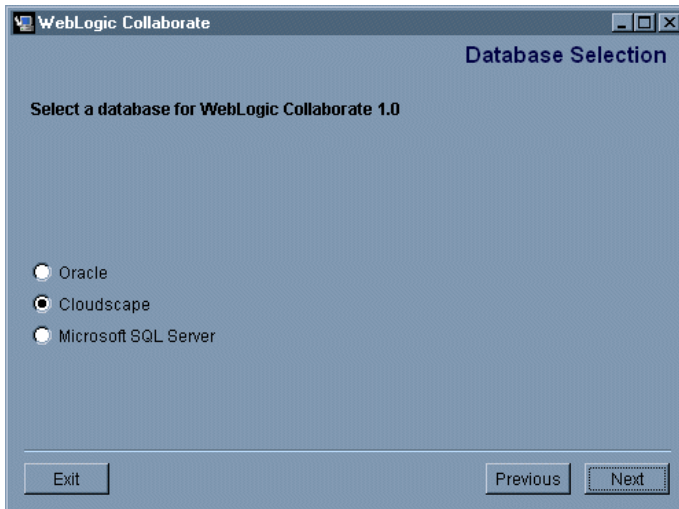 WebLogic Collaborate
Database Selection
Select a database for WebLogic Collaborate 1.0
Oracle
Cloudscape
Microsoft SQL Server
Exit Previous Next